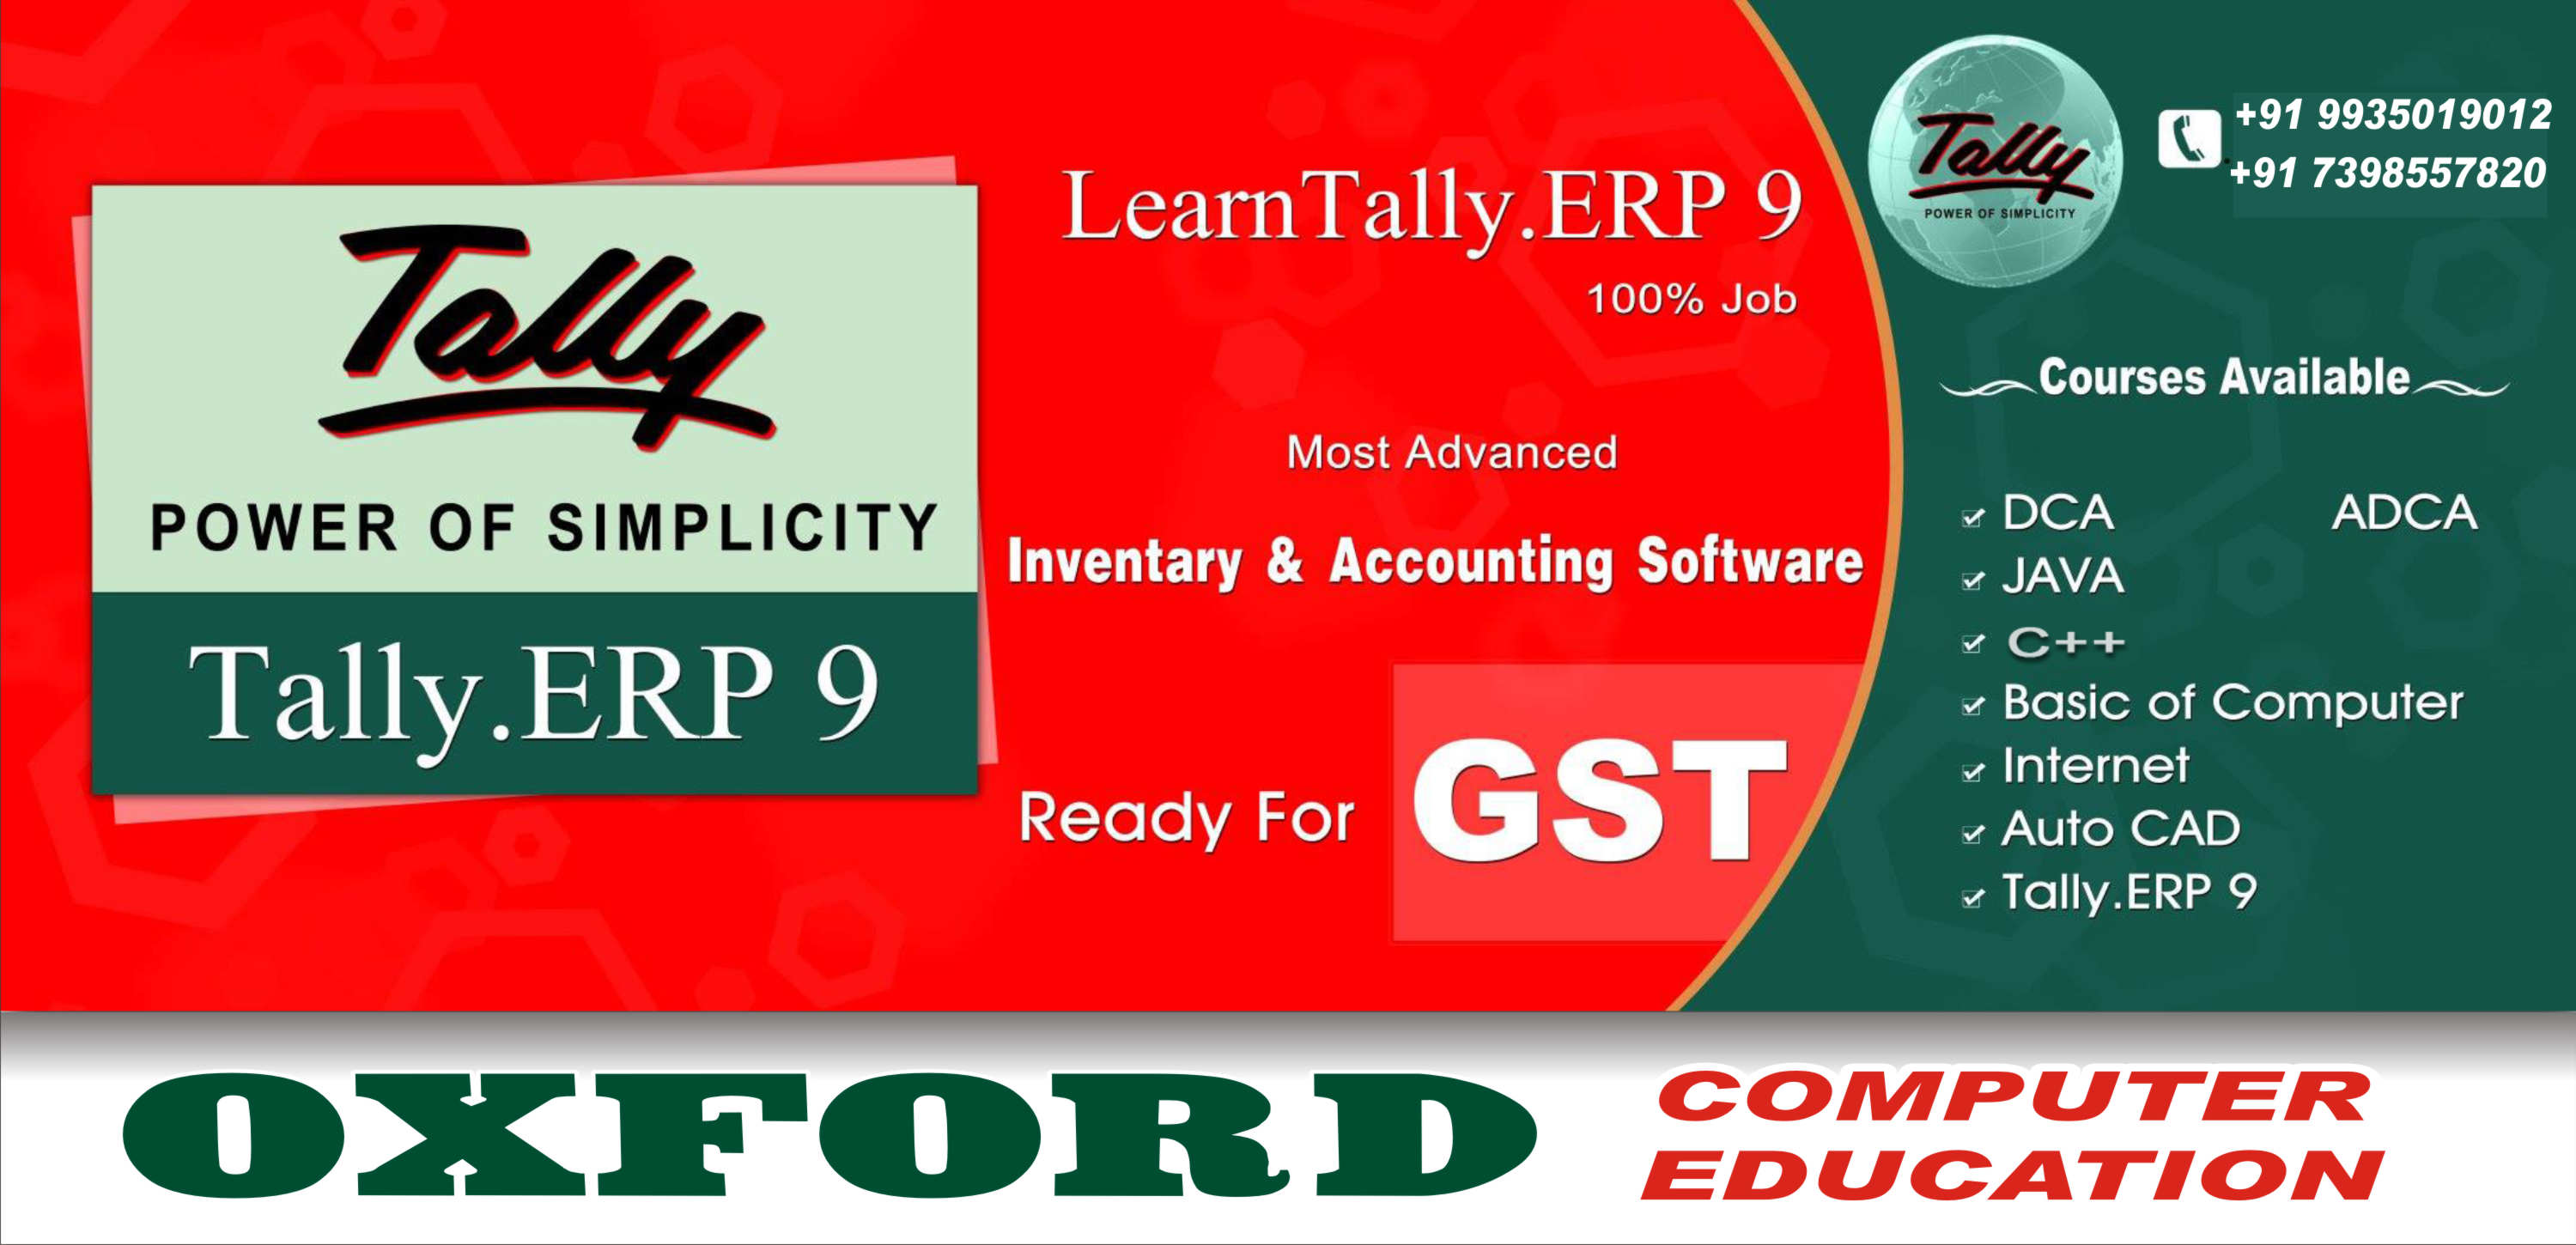 Tally
POWER OF SIMPLICITY
Tally.ERP 9
LearnTally.ERP 9
100% Job
Most Advanced
Inventary & Accounting Software
Ready For GST
Tally
POWER OF SIMPLICITY
+91 9935019012
+91 7398557820
Courses Available
DCA ADCA
JAVA
C++
Basic of Computer
Internet
Auto CAD
Tally.ERP 9
OXFORD
COMPUTER
EDUCATION